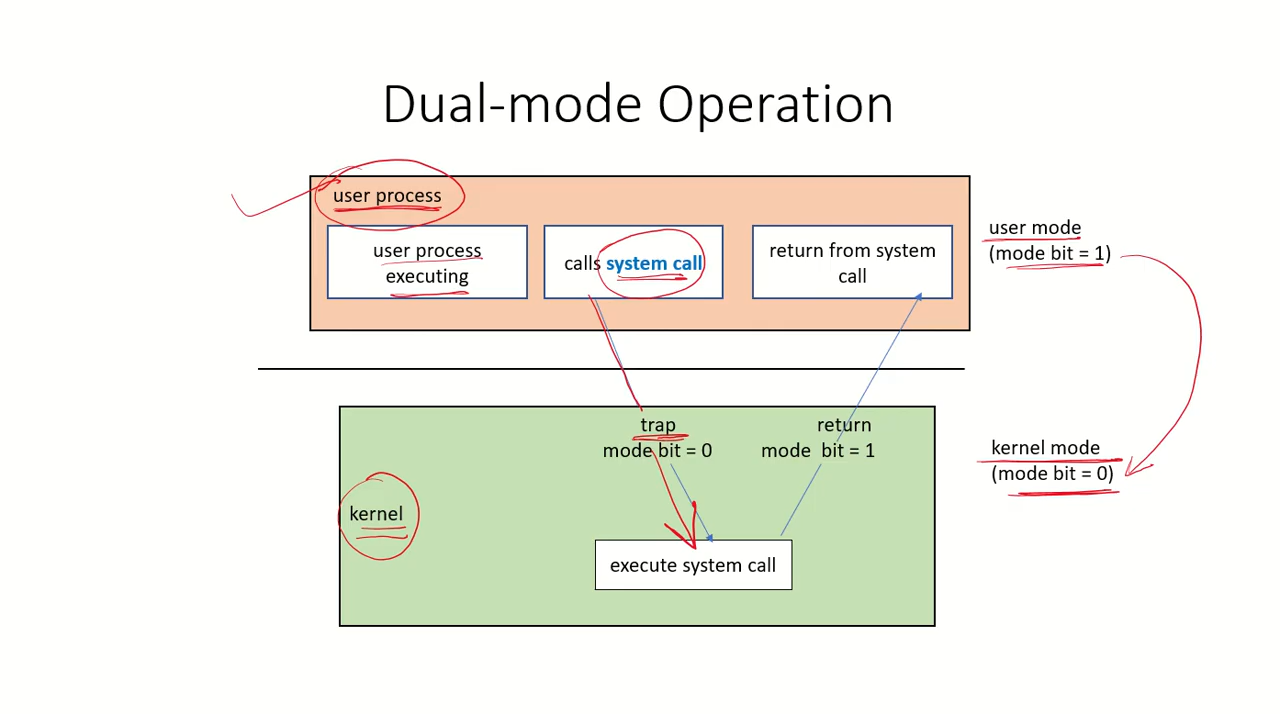 Dual-mode Operation
user process
user process
executing
calls system call
return from system
call
user mode
(mode bit = 1)
trap
mode bit = 0
return
mode bit = 1
kernel mode
(mode bit = 0)
kernel
execute system call